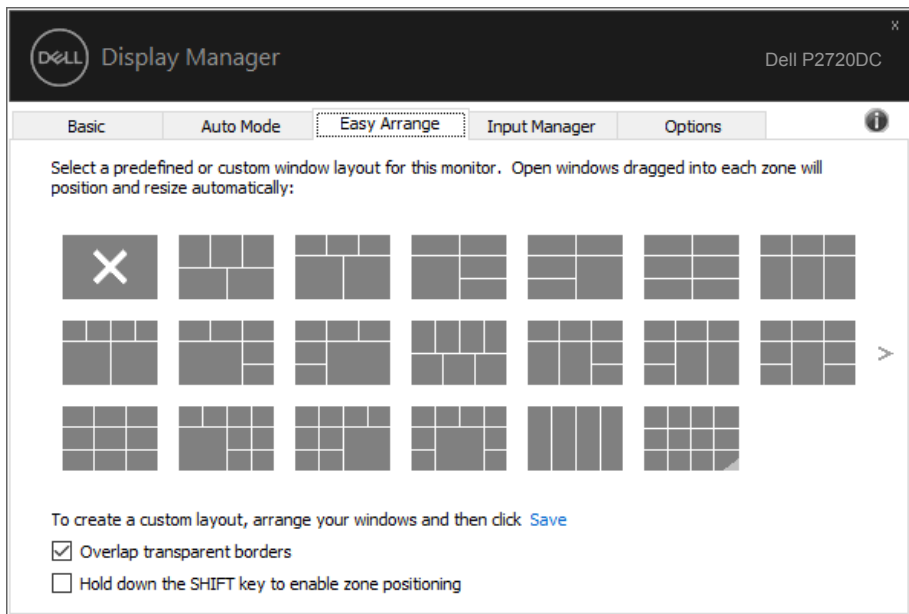 x
DELL Display Manager
Dell P2720DC
Basic Auto Mode Easy Arrange Input Manager Options i
Select a predefined or custom window layout for this monitor. Open windows dragged into each zone will
position and resize automatically:
>
To create a custom layout, arrange your windows and then click Save
Overlap transparent borders
Hold down the SHIFT key to enable zone positioning